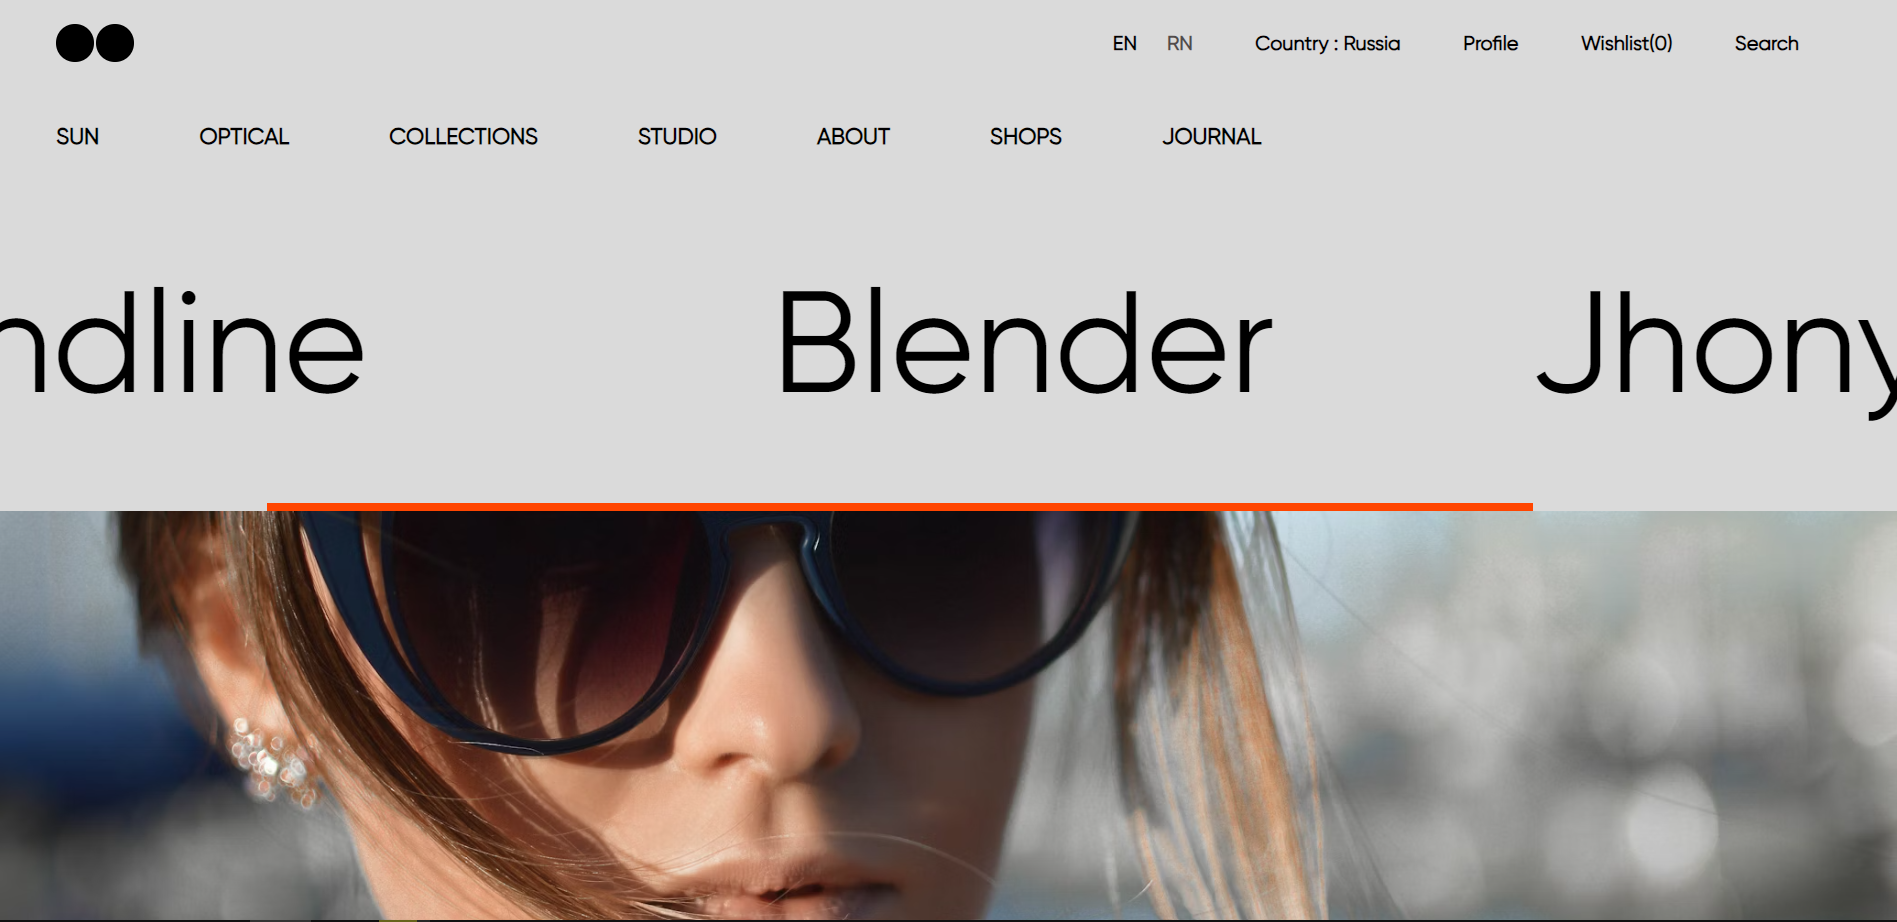 EN RN Country : Russia Profile Wishlist(0) Search
SUN OPTICAL COLLECTIONS STUDIO ABOUT SHOPS JOURNAL
ndline Blender Jhony